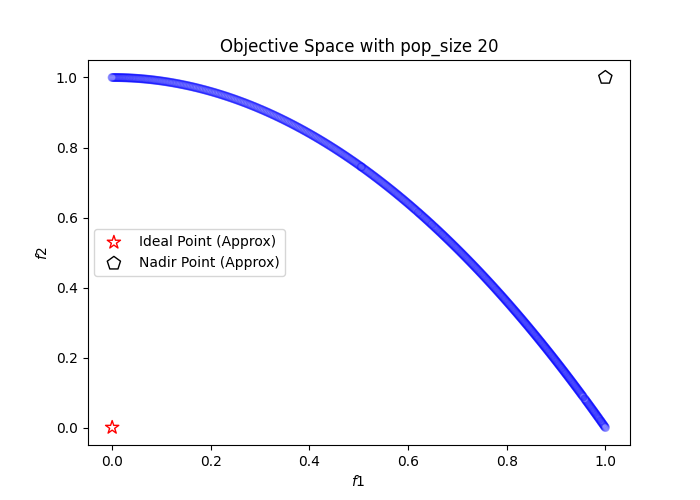 Objective Space with pop_size 20
1.0
0.8
0.6
0.4
0.2
0.0
f2
Ideal Point (Approx)
Nadir Point (Approx)
0.0 0.2 0.4 0.6 0.8 1.0
f1